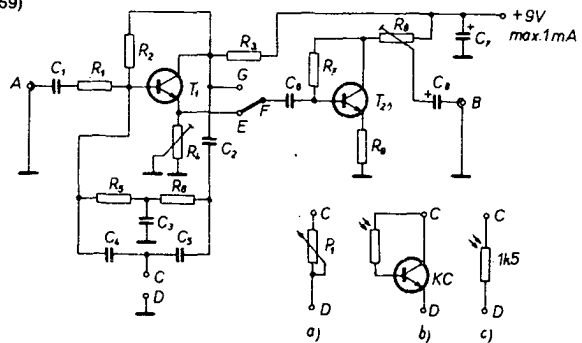 59)
+9V
max. 1mA
R2
R3
R8
C7
A
C1
R1
T1
G
R7
C6
T2
C8
B
E
F
R4
C2
R9
R5
R6
C3
C4
C5
C
D
C
P1
D
a)
C
KC
D
b)
C
1k5
D
c)